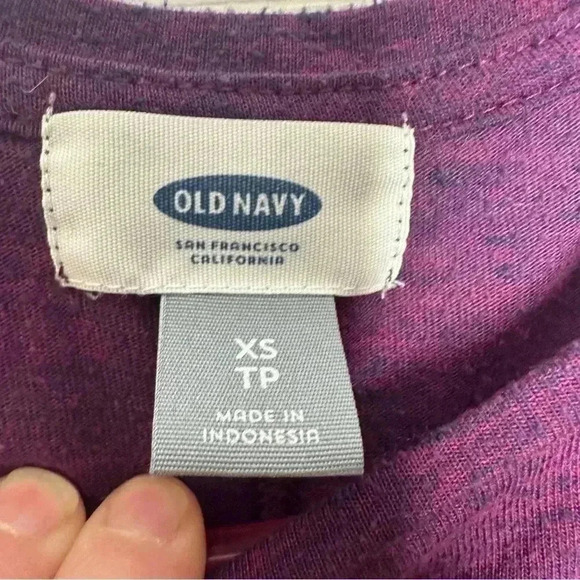 OLD NAVY
SAN FRANCISCO
CALIFORNIA
XS
TP
MADE IN
INDONESIA